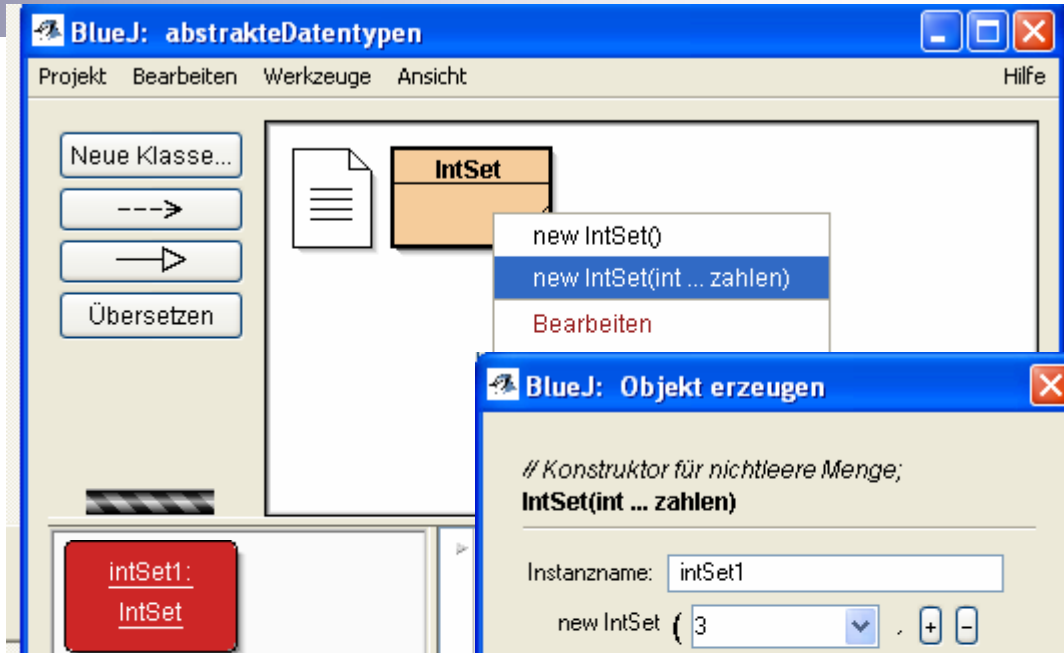 BlueJ: abstrakteDatentypen
Projekt Bearbeiten Werkzeuge Ansicht Hilfe
Neue Klasse...
Übersetzen
IntSet
new IntSet()
new IntSet(int ... zahlen)
Bearbeiten
BlueJ: Objekt erzeugen
// Konstruktor für nichtleere Menge;
IntSet(int ... zahlen)
Instanzname: intSet1
new IntSet ( 3 , + -
intSet1:
IntSet